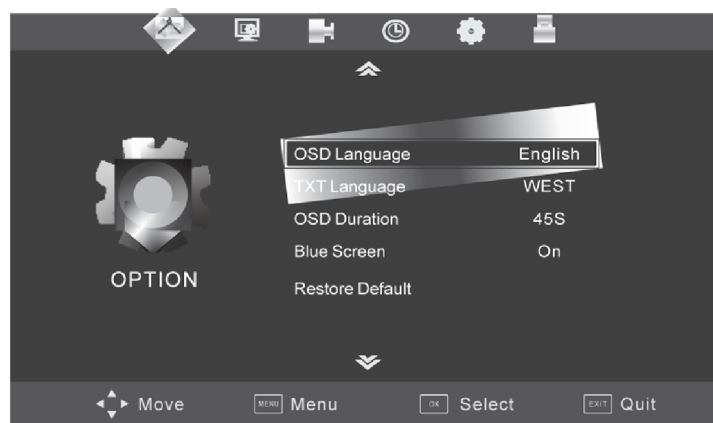 OSD Language English
TXT Language WEST
OSD Duration 45S
Blue Screen On
OPTION
Restore Default
Move MENU Menu OK Select EXIT Quit